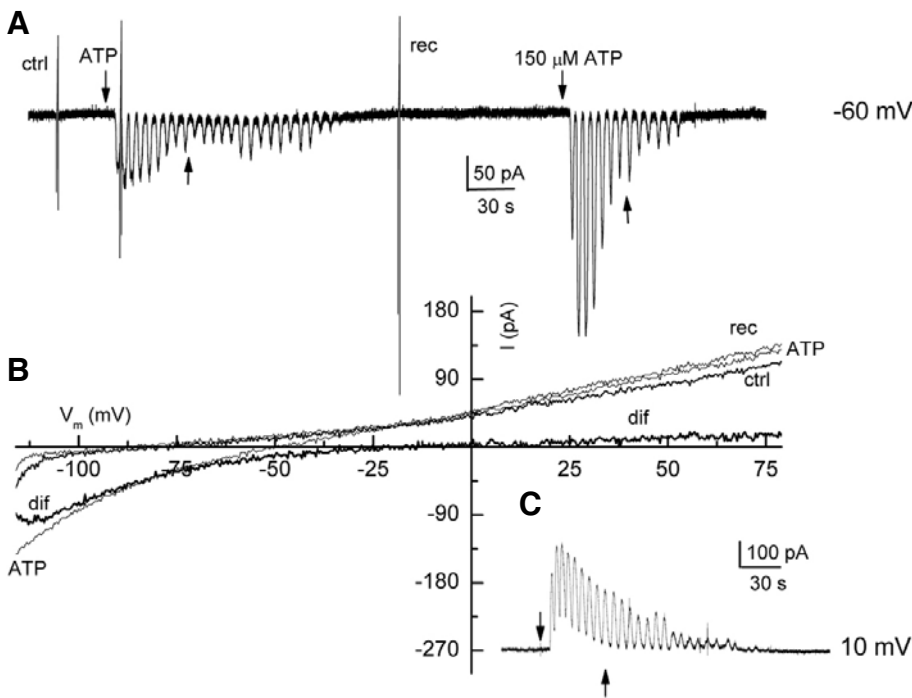 A
ctrl
ATP
rec
150 μM ATP
-60 mV
50 pA
30 s
B
180
90
-90
-180
-270
I (pA)
rec
ATP
ctrl
dif
V_m (mV)
-100 -75 -50 -25 25 50 75
dif
ATP
C
100 pA
30 s
10 mV